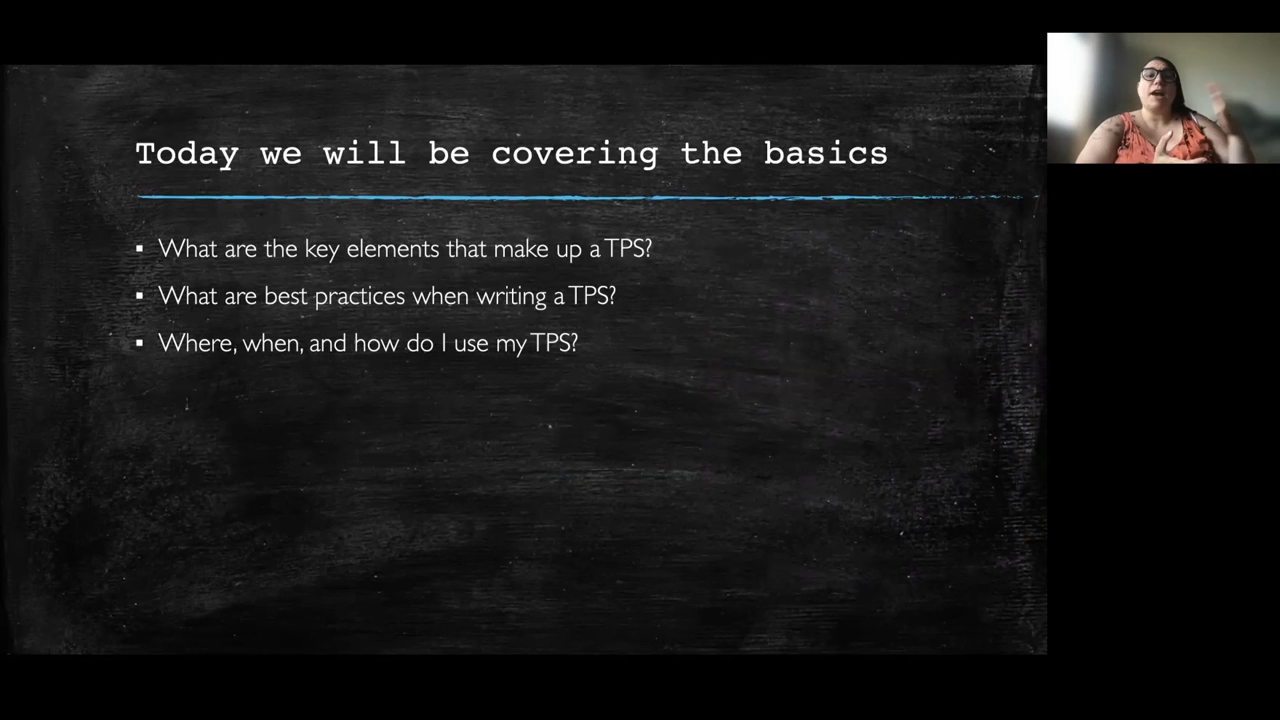 Today we will be covering the basics
▪ What are the key elements that make up a TPS?
▪ What are best practices when writing a TPS?
▪ Where, when, and how do I use my TPS?